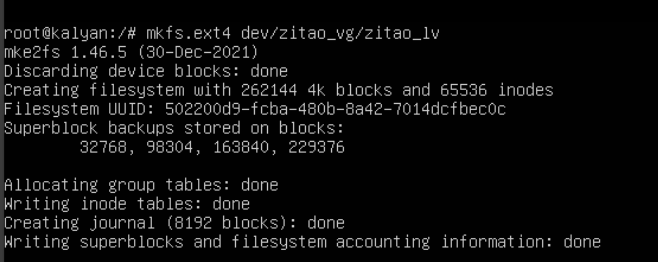 root@kalyan:/# mkfs.ext4 dev/zitao_vg/zitao_lv
mke2fs 1.46.5 (30-Dec-2021)
Discarding device blocks: done
Creating filesystem with 262144 4k blocks and 65536 inodes
Filesystem UUID: 502200d9-fcba-480b-8a42-7014dcfbec0c
Superblock backups stored on blocks:
        32768, 98304, 163840, 229376

Allocating group tables: done
Writing inode tables: done
Creating journal (8192 blocks): done
Writing superblocks and filesystem accounting information: done